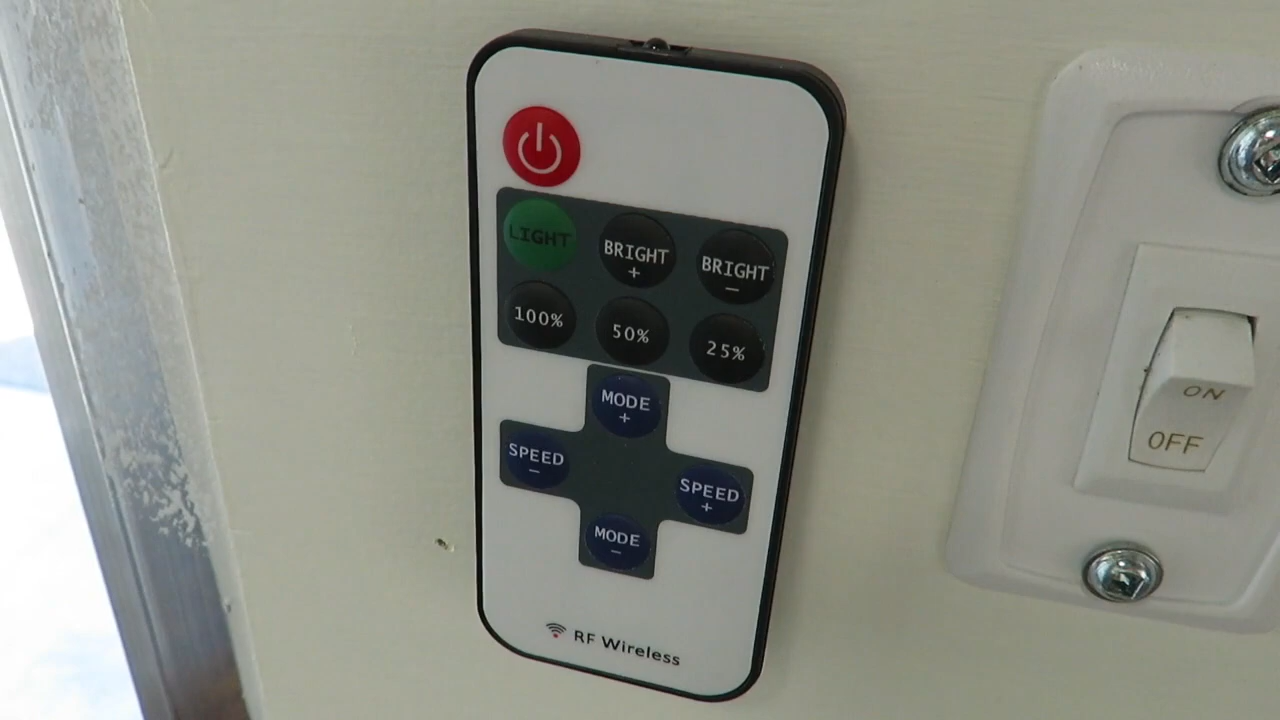 LIGHT
BRIGHT
+
BRIGHT
–
100%
50%
25%
MODE
+
SPEED
–
SPEED
+
MODE
–
RF Wireless
ON
OFF